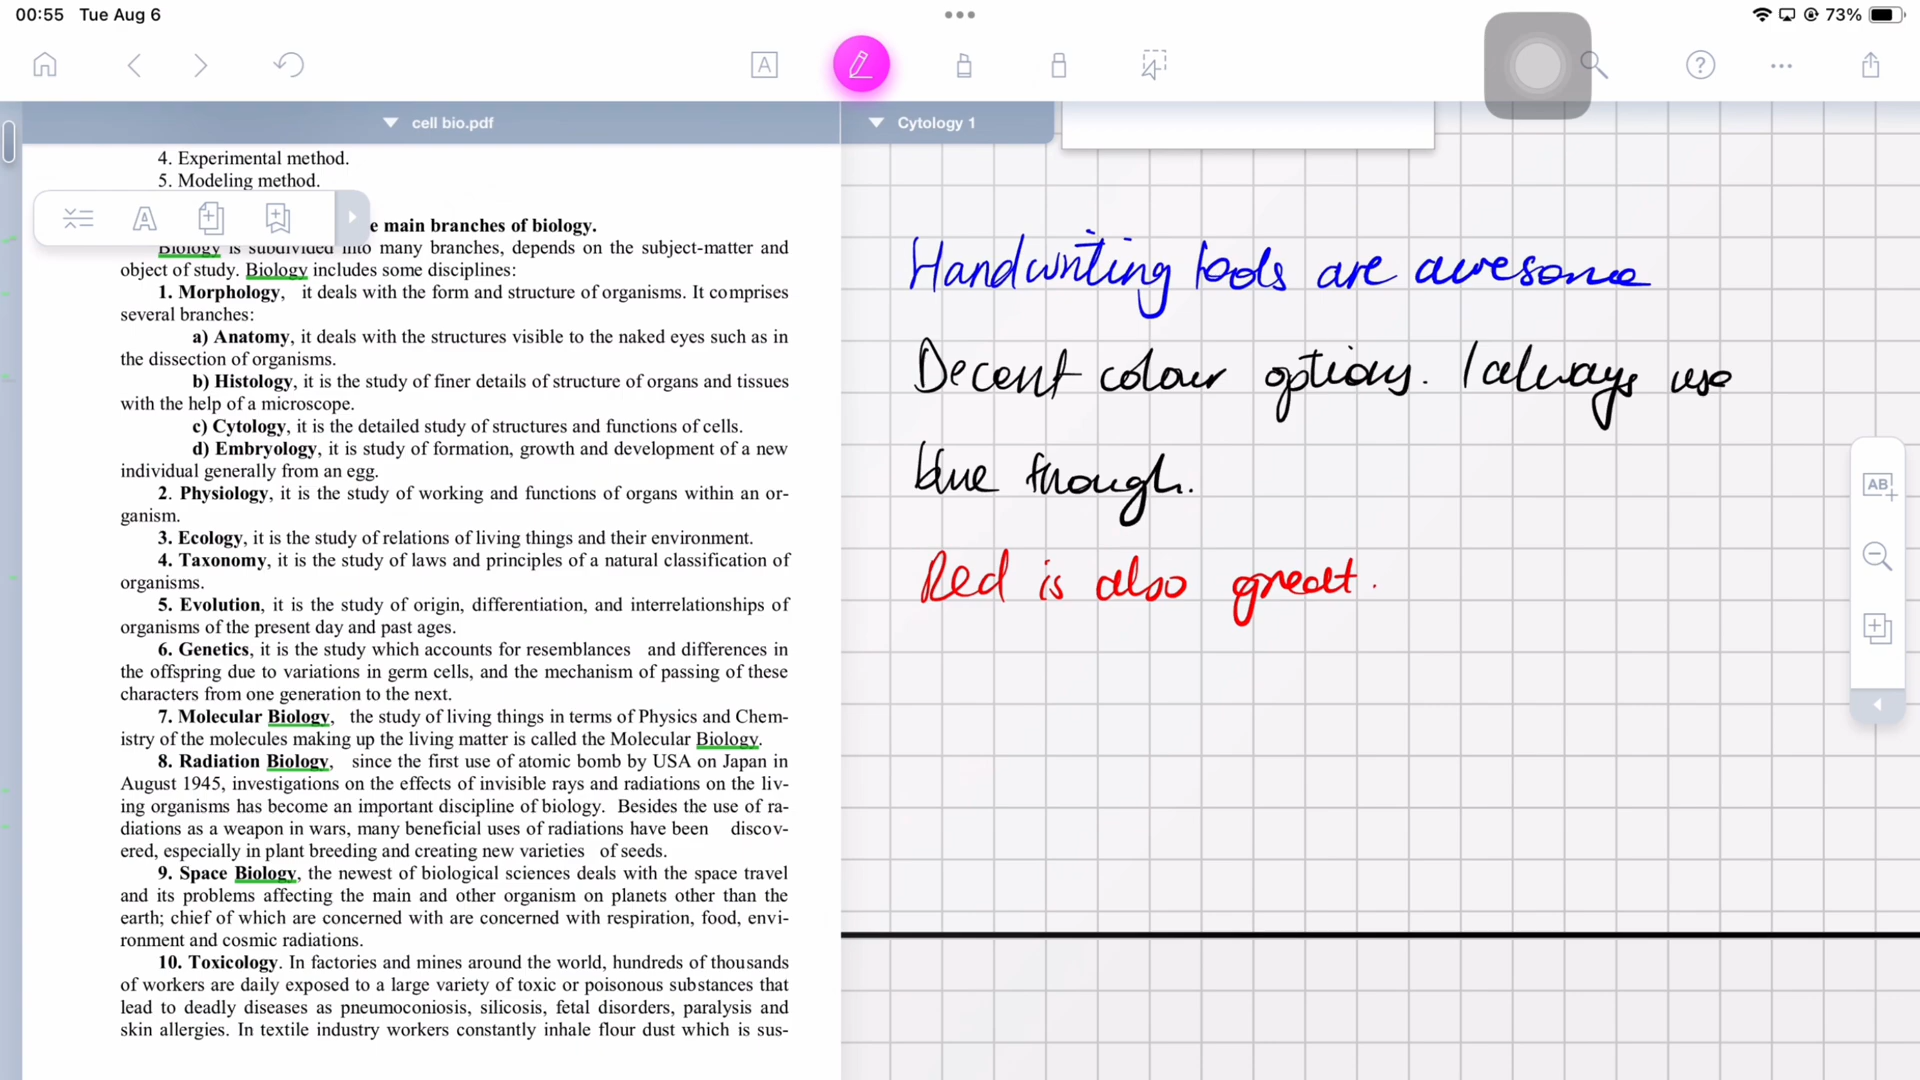 00:55 Tue Aug 6
73%
A
?
cell bio.pdf
Cytology 1
4. Experimental method.
5. Modeling method.
A
e main branches of biology.
Biology is subdivided into many branches, depends on the subject-matter and
object of study. Biology includes some disciplines:
1. Morphology, it deals with the form and structure of organisms. It comprises
several branches:
a) Anatomy, it deals with the structures visible to the naked eyes such as in
the dissection of organisms.
b) Histology, it is the study of finer details of structure of organs and tissues
with the help of a microscope.
c) Cytology, it is the detailed study of structures and functions of cells.
d) Embryology, it is study of formation, growth and development of a new
individual generally from an egg.
2. Physiology, it is the study of working and functions of organs within an or-
ganism.
3. Ecology, it is the study of relations of living things and their environment.
4. Taxonomy, it is the study of laws and principles of a natural classification of
organisms.
5. Evolution, it is the study of origin, differentiation, and interrelationships of
organisms of the present day and past ages.
6. Genetics, it is the study which accounts for resemblances and differences in
the offspring due to variations in germ cells, and the mechanism of passing of these
characters from one generation to the next.
7. Molecular Biology, the study of living things in terms of Physics and Chem-
istry of the molecules making up the living matter is called the Molecular Biology.
8. Radiation Biology, since the first use of atomic bomb by USA on Japan in
August 1945, investigations on the effects of invisible rays and radiations on the liv-
ing organisms has become an important discipline of biology. Besides the use of ra-
diations as a weapon in wars, many beneficial uses of radiations have been discov-
ered, especially in plant breeding and creating new varieties of seeds.
9. Space Biology, the newest of biological sciences deals with the space travel
and its problems affecting the main and other organism on planets other than the
earth; chief of which are concerned with are concerned with respiration, food, envi-
ronment and cosmic radiations.
10. Toxicology. In factories and mines around the world, hundreds of thousands
of workers are daily exposed to a large variety of toxic or poisonous substances that
lead to deadly diseases as pneumoconiosis, silicosis, fetal disorders, paralysis and
skin allergies. In textile industry workers constantly inhale flour dust which is sus-
Handwriting tools are awesome
Decent colour options. I always use
blue though.
Red is also great.
AB